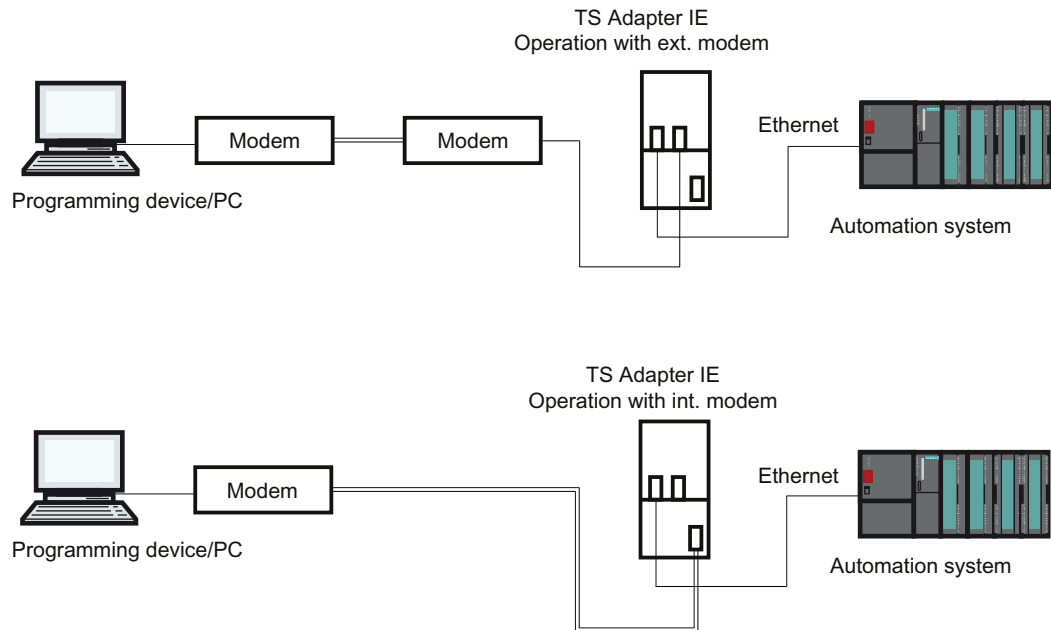 TS Adapter IE
Operation with ext. modem
Modem
Modem
Ethernet
Programming device/PC
Automation system
TS Adapter IE
Operation with int. modem
Modem
Ethernet
Programming device/PC
Automation system